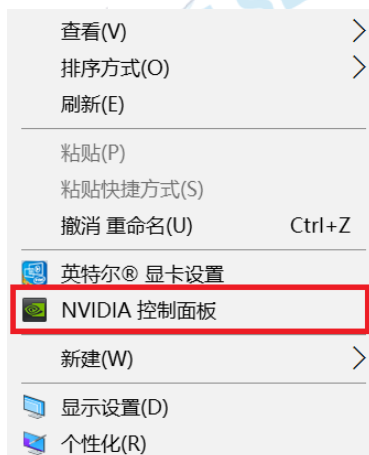 查看(V)
排序方式(O)
刷新(E)
粘贴(P)
粘贴快捷方式(S)
撤消 重命名(U) Ctrl+Z
英特尔® 显卡设置
NVIDIA 控制面板
新建(W)
显示设置(D)
个性化(R)